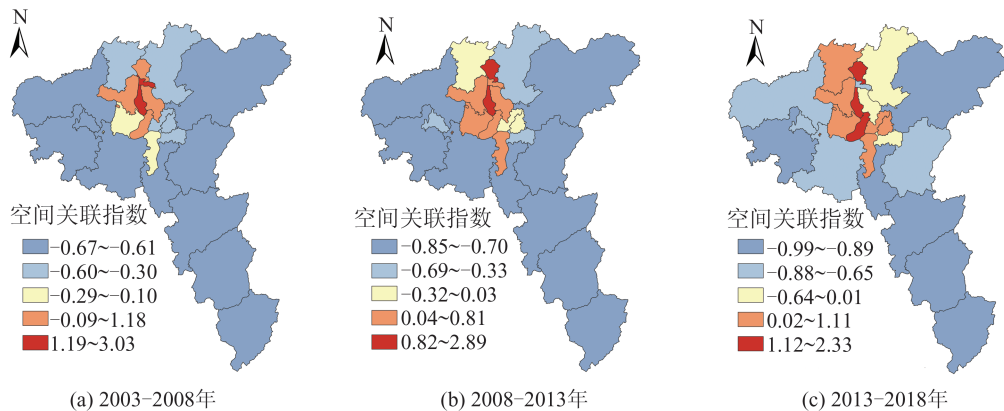 N
空间关联指数
-0.67~-0.61
-0.60~-0.30
-0.29~-0.10
-0.09~1.18
1.19~3.03
(a) 2003-2008年
N
空间关联指数
-0.85~-0.70
-0.69~-0.33
-0.32~0.03
0.04~0.81
0.82~2.89
(b) 2008-2013年
N
空间关联指数
-0.99~-0.89
-0.88~-0.65
-0.64~0.01
0.02~1.11
1.12~2.33
(c) 2013-2018年